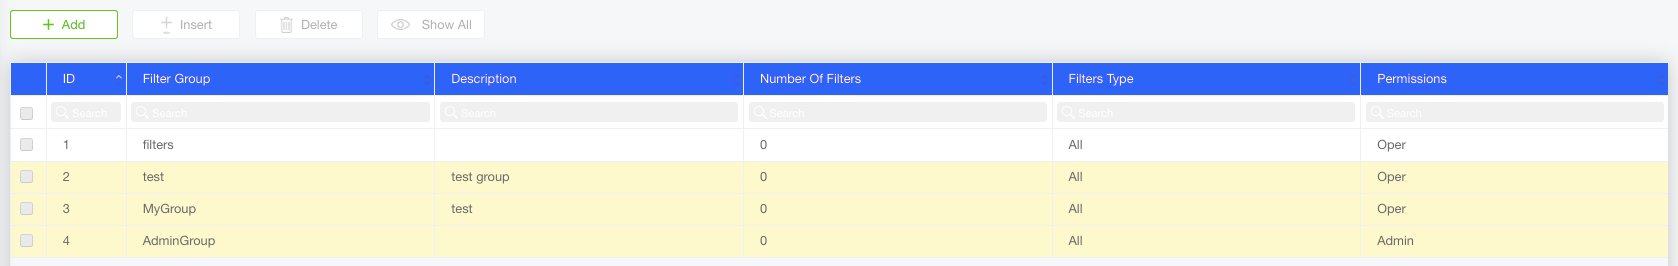 Add Insert Delete Show All
ID Filter Group Description Number Of Filters Filters Type Permissions
Search Search Search Search Search Search
1 filters 0 All Oper
2 test test group 0 All Oper
3 MyGroup test 0 All Oper
4 AdminGroup 0 All Admin